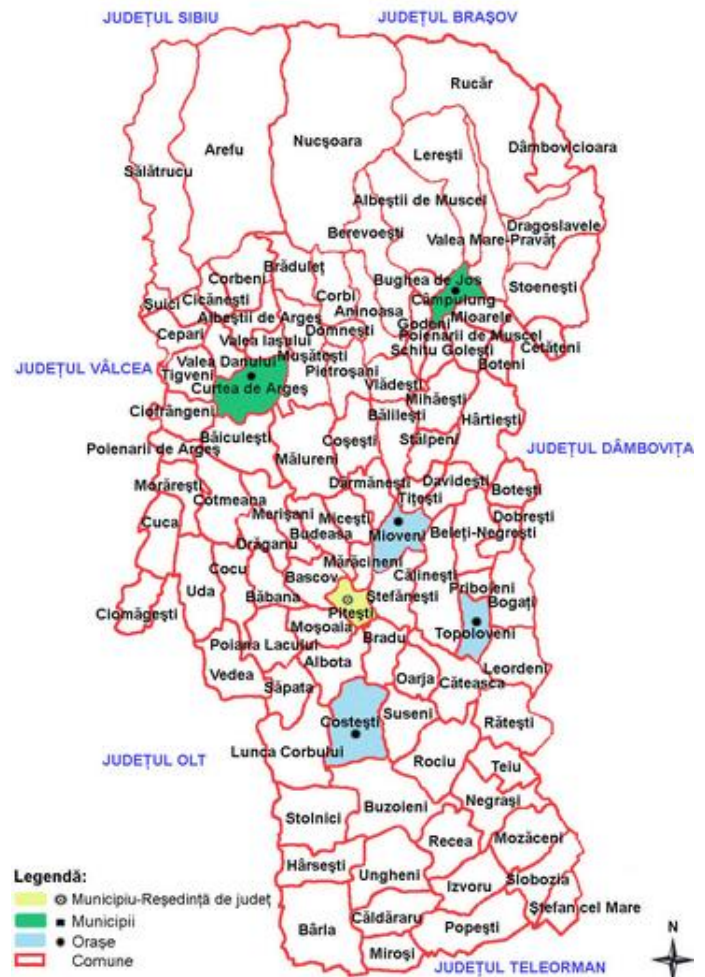 JUDEȚUL SIBIU
JUDEȚUL BRAȘOV
Rucăr
Nucșoara
Arefu
Lerești
Dâmbovicioara
Sălătrucu
Albeștii de Muscel
Dragoslavele
Berevoești
Valea Mare-Pravăț
Brăduleț
Corbeni
Bughea de Jos
Stoenești
Șuici
Cicănești
Corbi
Câmpulung
Aninoasa
Albeștii de Argeș
Godeni
Mioarele
Cepari
Domnești
Poienarii de Muscel
Valea Iașului
Schitu Golești
Cetățeni
Valea Danului
Mușătești
Boteni
JUDEȚUL VÂLCEA
Tigveni
Pietroșani
Vlădești
Curtea de Argeș
Mihăești
Ciofrângeni
Bălilești
Hârtiești
Băiculești
Coșești
Stâlpeni
Poienarii de Argeș
Mălureni
JUDEȚUL DÂMBOVIȚA
Morărești
Dărmănești
Davidești
Botești
Cotmeana
Țițești
Merișani
Micești
Dobrești
Cuca
Budeasa
Mioveni
Beleți-Negrești
Drăganu
Mărăcineni
Cocu
Bascov
Călinești
Priboieni
Uda
Băbana
Ștefănești
Bogați
Ciomăgești
Pitești
Moșoaia
Bradu
Topoloveni
Poiana Lacului
Albota
Leordeni
Vedea
Oarja
Căteasca
Săpata
Suseni
Costești
Rătești
JUDEȚUL OLT
Lunca Corbului
Rociu
Teiu
Negrași
Buzoieni
Stolnici
Recea
Mozăceni
Hârsești
Ungheni
Slobozia
Izvoru
Ștefan cel Mare
Căldăraru
Bârla
Popești
Miroși
JUDEȚUL TELEORMAN
N
Legendă:
Municipiu-Reședință de județ
Municipii
Orașe
Comune